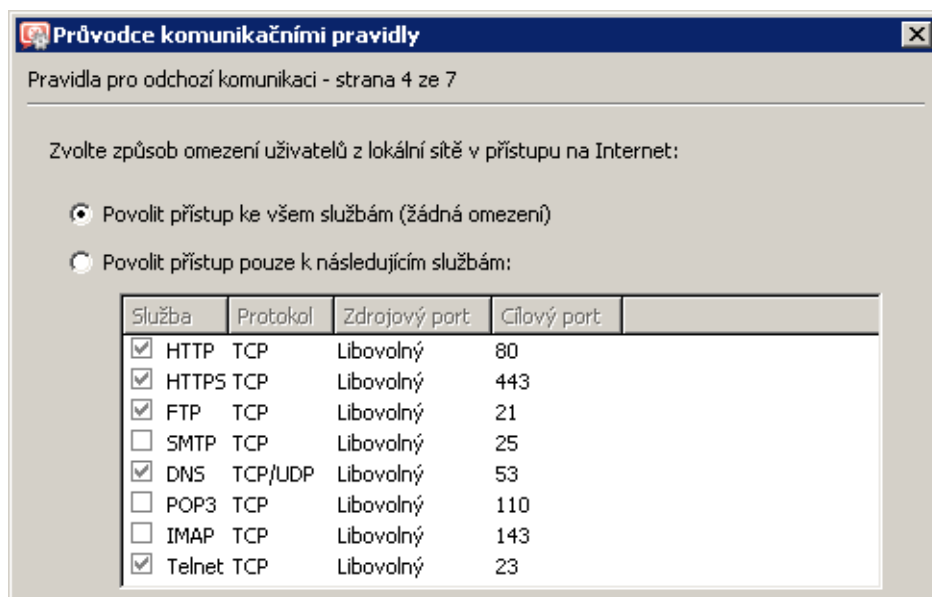 Průvodce komunikačními pravidly
Pravidla pro odchozí komunikaci - strana 4 ze 7
Zvolte způsob omezení uživatelů z lokální sítě v přístupu na Internet:
Povolit přístup ke všem službám (žádná omezení)
Povolit přístup pouze k následujícím službám:
Služba Protokol Zdrojový port Cílový port
HTTP TCP Libovolný 80
HTTPS TCP Libovolný 443
FTP TCP Libovolný 21
SMTP TCP Libovolný 25
DNS TCP/UDP Libovolný 53
POP3 TCP Libovolný 110
IMAP TCP Libovolný 143
Telnet TCP Libovolný 23